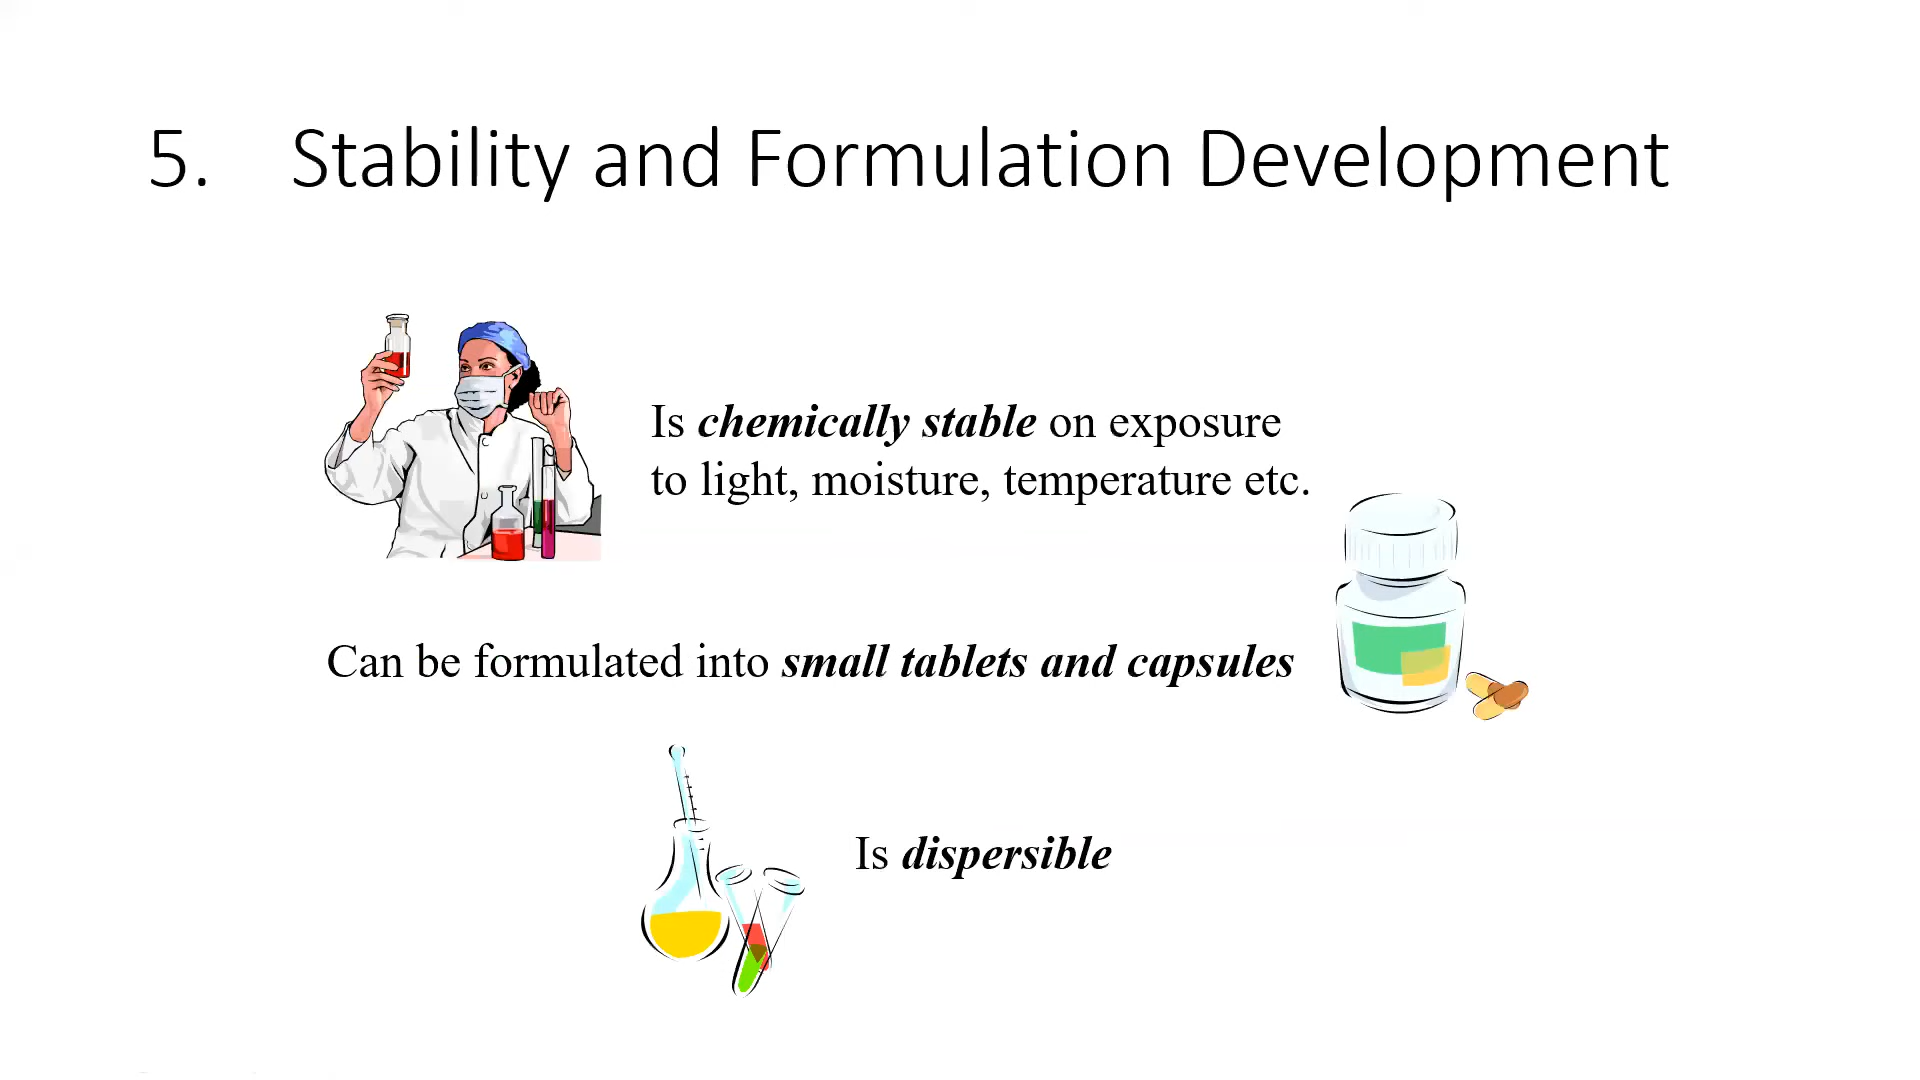 5. Stability and Formulation Development
Is chemically stable on exposure
to light, moisture, temperature etc.
Can be formulated into small tablets and capsules
Is dispersible